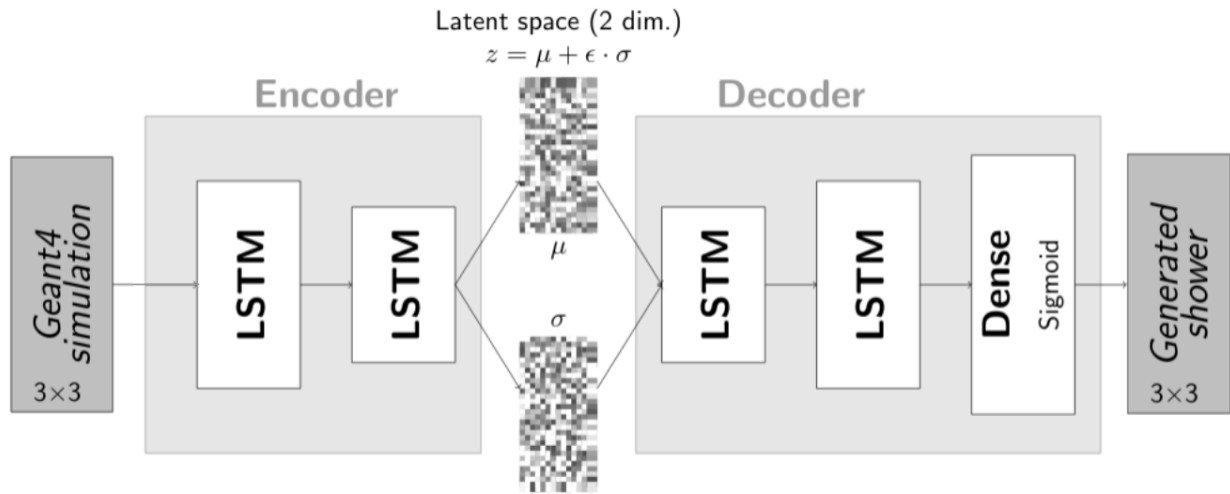 Latent space (2 dim.)
z = μ + ϵ · σ
Encoder
Decoder
Geant4
simulation
3×3
LSTM
LSTM
μ
σ
LSTM
LSTM
Dense
Sigmoid
Generated
shower
3×3